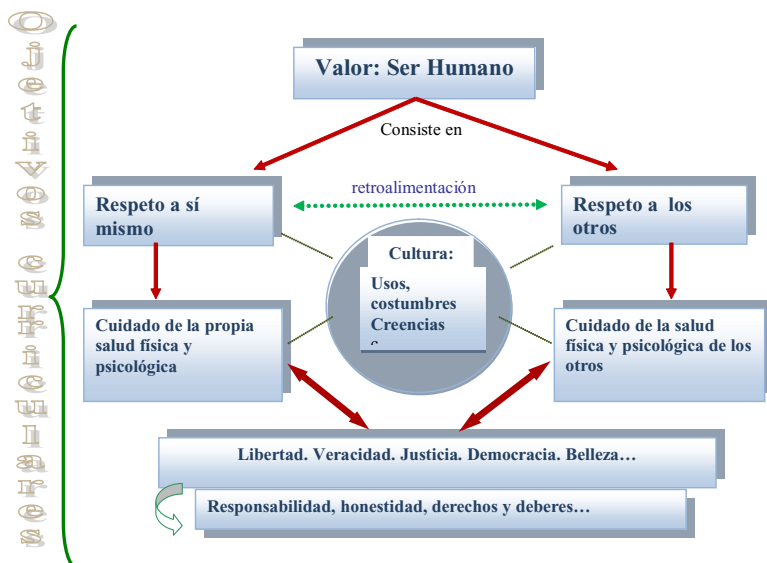 Ojetivos curriculares
Valor: Ser Humano
Consiste en
retroalimentación
Respeto a sí
mismo
Respeto a los
otros
Cultura:
Usos,
costumbres
Creencias
Cuidado de la propia
salud física y
psicológica
Cuidado de la salud
física y psicológica de los
otros
Libertad. Veracidad. Justicia. Democracia. Belleza…
Responsabilidad, honestidad, derechos y deberes…